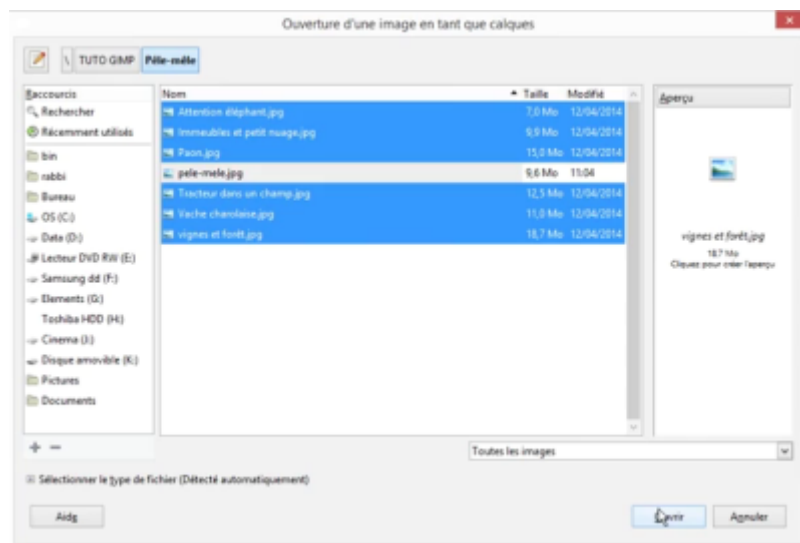 Ouverture d'une image en tant que calques
\ TUTO GIMP Pêle-mêle
Raccourcis
Rechercher
Récemment utilisés
bin
rabbi
Bureau
OS (C:)
Data (D:)
Lecteur DVD RW (E:)
Samsung dd (F:)
Elements (G:)
Toshiba HDD (H:)
Cinema (I:)
Disque amovible (K:)
Pictures
Documents
Nom Taille Modifié
Attention éléphant.jpg 7,0 Mo 12/04/2014
Immeubles et petit nuage.jpg 9,9 Mo 12/04/2014
Paon.jpg 15,0 Mo 12/04/2014
pele-mele.jpg 9,6 Mo 11:04
Tracteur dans un champ.jpg 12,5 Mo 12/04/2014
Vache charolaise.jpg 11,0 Mo 12/04/2014
vignes et forêt.jpg 18,7 Mo 12/04/2014
Aperçu
vignes et forêt.jpg
18,7 Mo
Cliquez pour créer l'aperçu
Toutes les images
Sélectionner le type de fichier (Détecté automatiquement)
Aide
Ouvrir
Annuler